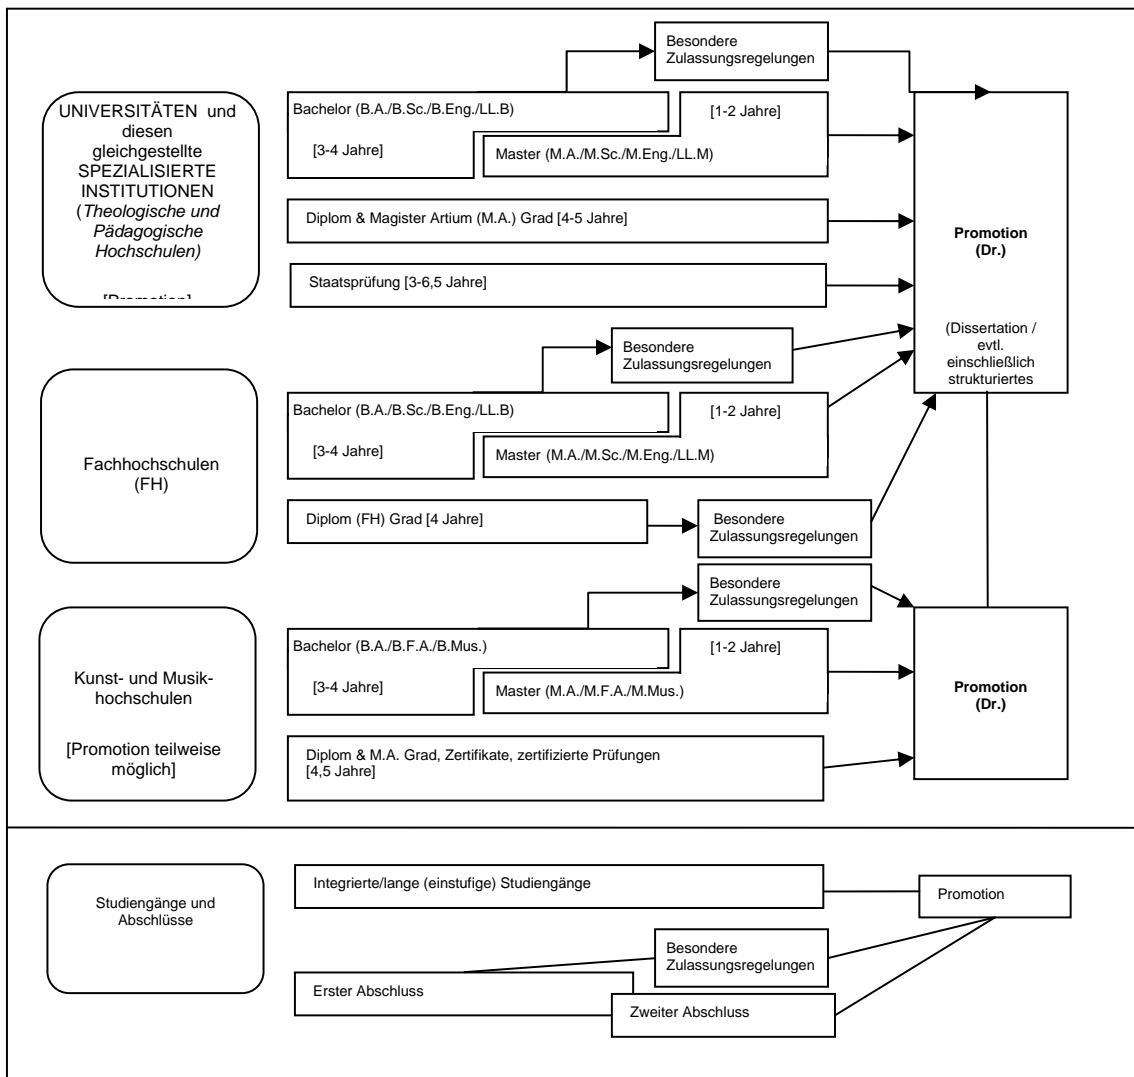 Besondere
Zulassungsregelungen
UNIVERSITÄTEN und
diesen
gleichgestellte
SPEZIALISIERTE
INSTITUTIONEN
(Theologische und
Pädagogische
Hochschulen)
Bachelor (B.A./B.Sc./B.Eng./LL.B)
[3-4 Jahre]
[1-2 Jahre]
Master (M.A./M.Sc./M.Eng./LL.M)
Diplom & Magister Artium (M.A.) Grad [4-5 Jahre]
Staatsprüfung [3-6,5 Jahre]
Promotion
(Dr.)
(Dissertation /
evtl.
einschließlich
strukturiertes
Fachhochschulen
(FH)
Besondere
Zulassungsregelungen
Bachelor (B.A./B.Sc./B.Eng./LL.B)
[3-4 Jahre]
[1-2 Jahre]
Master (M.A./M.Sc./M.Eng./LL.M)
Diplom (FH) Grad [4 Jahre]
Besondere
Zulassungsregelungen
Kunst- und Musik-
hochschulen
[Promotion teilweise
möglich]
Besondere
Zulassungsregelungen
Bachelor (B.A./B.F.A./B.Mus.)
[3-4 Jahre]
[1-2 Jahre]
Master (M.A./M.F.A./M.Mus.)
Diplom & M.A. Grad, Zertifikate, zertifizierte Prüfungen
[4,5 Jahre]
Promotion
(Dr.)
Studiengänge und
Abschlüsse
Integrierte/lange (einstufige) Studiengänge
Promotion
Besondere
Zulassungsregelungen
Erster Abschluss
Zweiter Abschluss